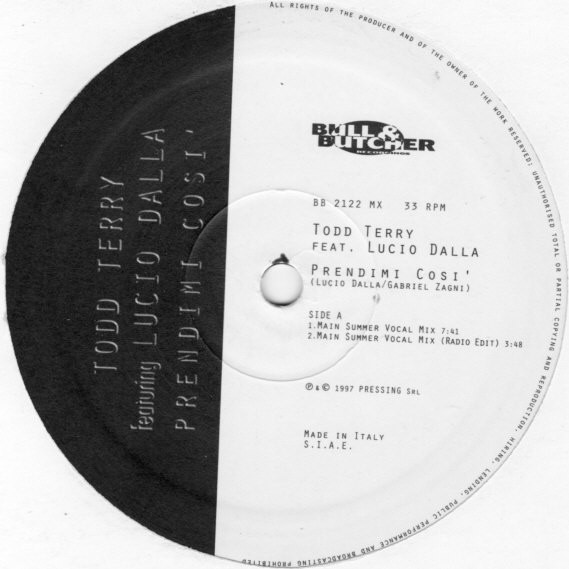 ALL RIGHTS OF THE PRODUCER AND OF THE OWNER OF THE WORK RESERVED; UNAUTHORISED TOTAL OR PARTIAL COPYING AND REPRODUCTION, HIRING, LENDING, PUBLIC PERFORMANCE AND BROADCASTING PROHIBITED
TODD TERRY
featuring LUCIO DALLA
PRENDIMI COSI'
BULL &
BUTCHER
RECORDINGS
BB 2122 MX 33 RPM
TODD TERRY
FEAT. LUCIO DALLA
PRENDIMI COSI'
(LUCIO DALLA/GABRIEL ZAGNI)
SIDE A
1.MAIN SUMMER VOCAL MIX 7:41
2.MAIN SUMMER VOCAL MIX (RADIO EDIT) 3:48
℗ & © 1997 PRESSING SRL
MADE IN ITALY
S.I.A.E.